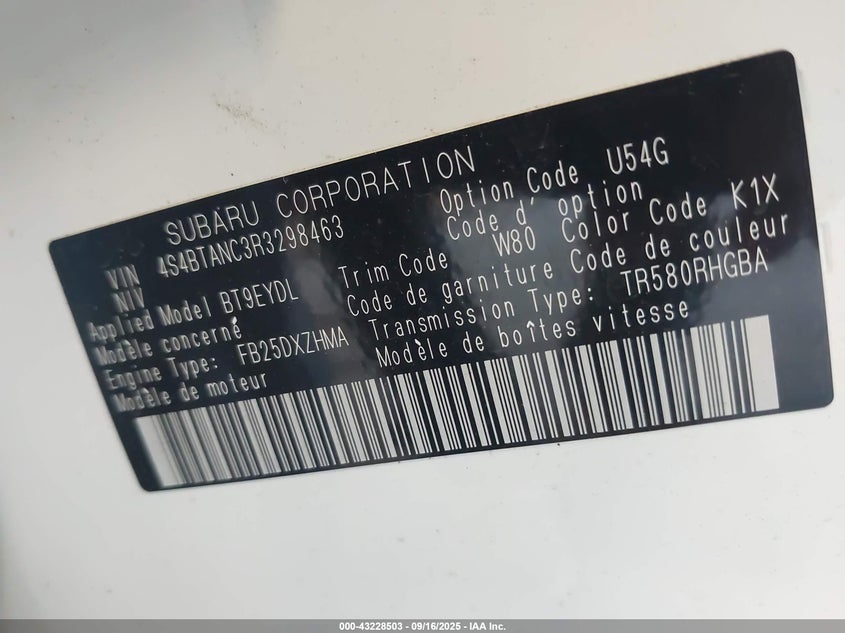 SUBARU CORPORATION
VIN 4S4BTANC3R3298463 Option Code U54G
NIV Code d'option
Applied Model BT9EYDL Trim Code W80 Color Code K1X
Modèle concerné Code de garniture Code de couleur
Engine Type: FB25DXZHMA Transmission Type: TR580RHGBA
Modèle de moteur Modèle de boîtes vitesse
000-43228503 - 09/16/2025 - IAA Inc.